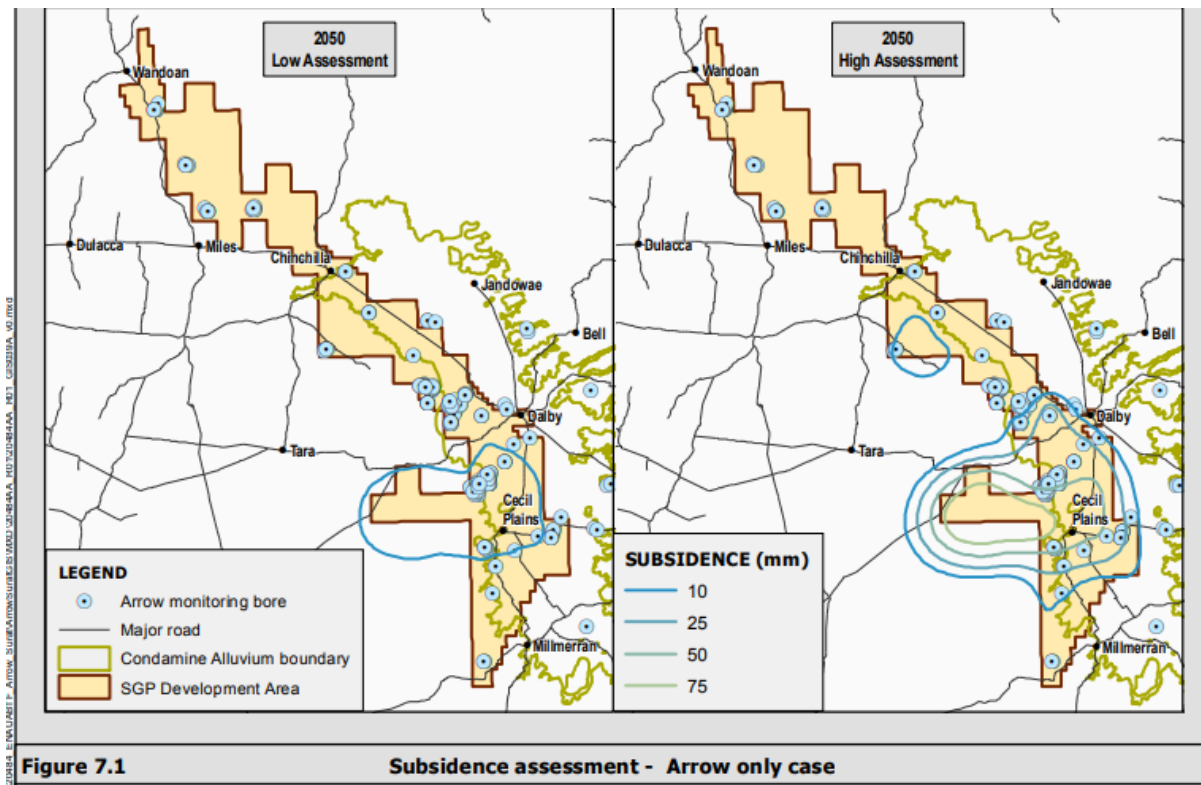 2050
Low Assessment
Wandoan
Dulacca
Miles
Chinchilla
Jandowae
Bell
Dalby
Tara
Cecil
Plains
Millmerran
LEGEND
Arrow monitoring bore
Major road
Condamine Alluvium boundary
SGP Development Area
2050
High Assessment
Wandoan
Dulacca
Miles
Chinchilla
Jandowae
Bell
Dalby
Tara
Cecil
Plains
Millmerran
SUBSIDENCE (mm)
10
25
50
75
Figure 7.1 Subsidence assessment - Arrow only case